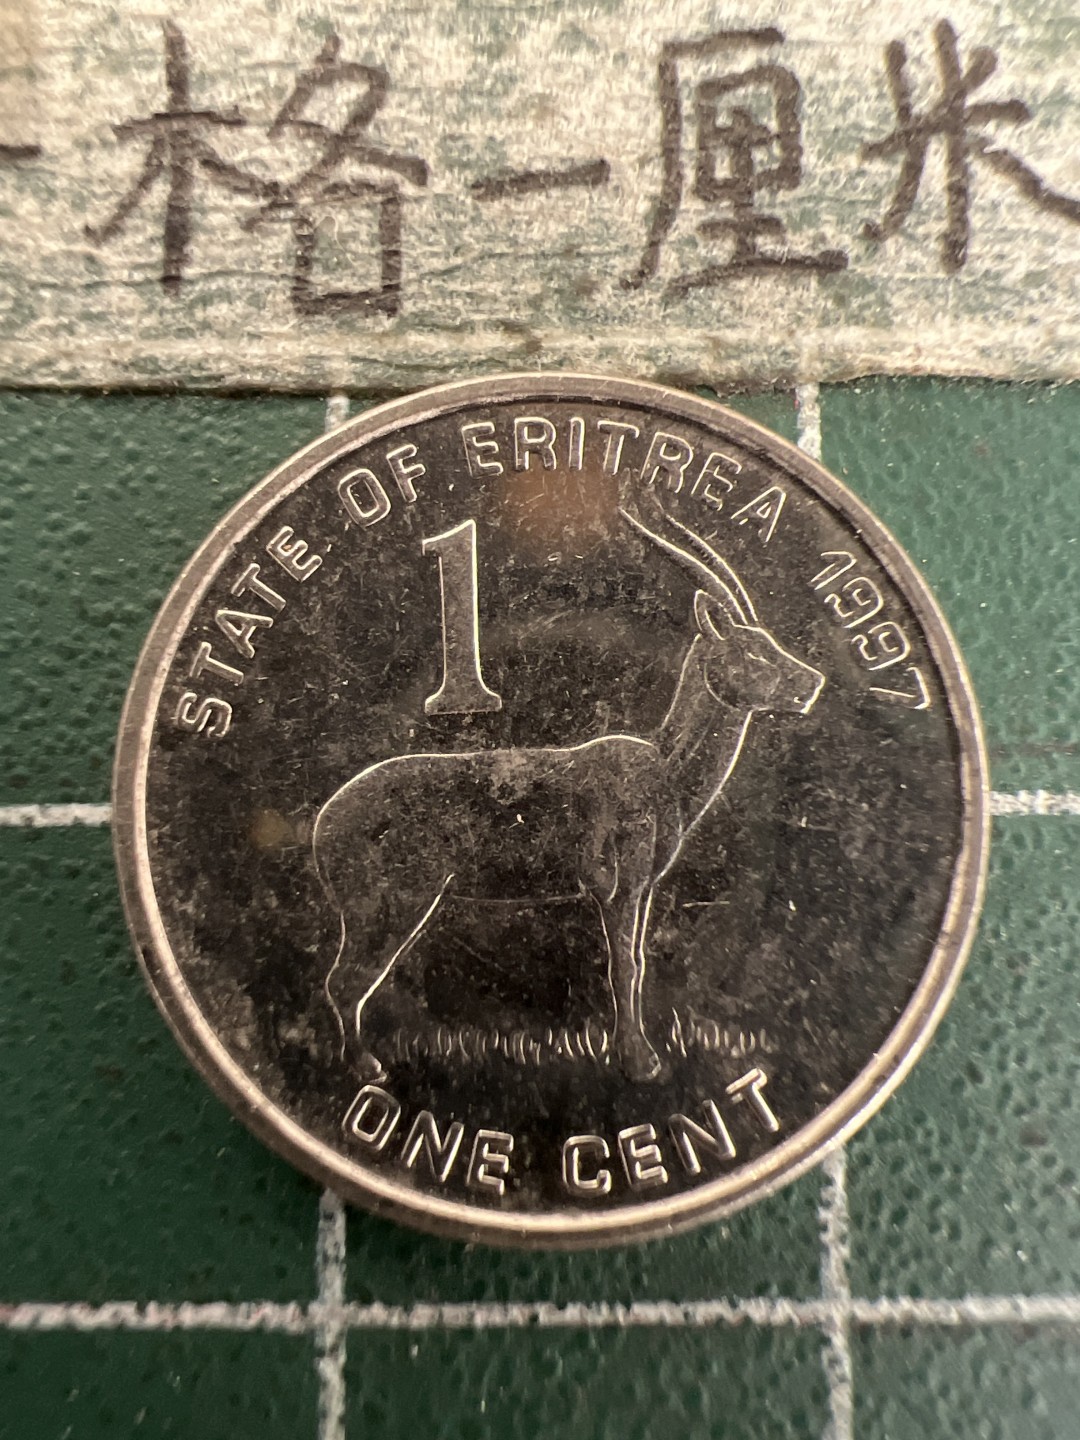 一格一厘米
STATE OF ERITREA 1997
1
ONE CENT